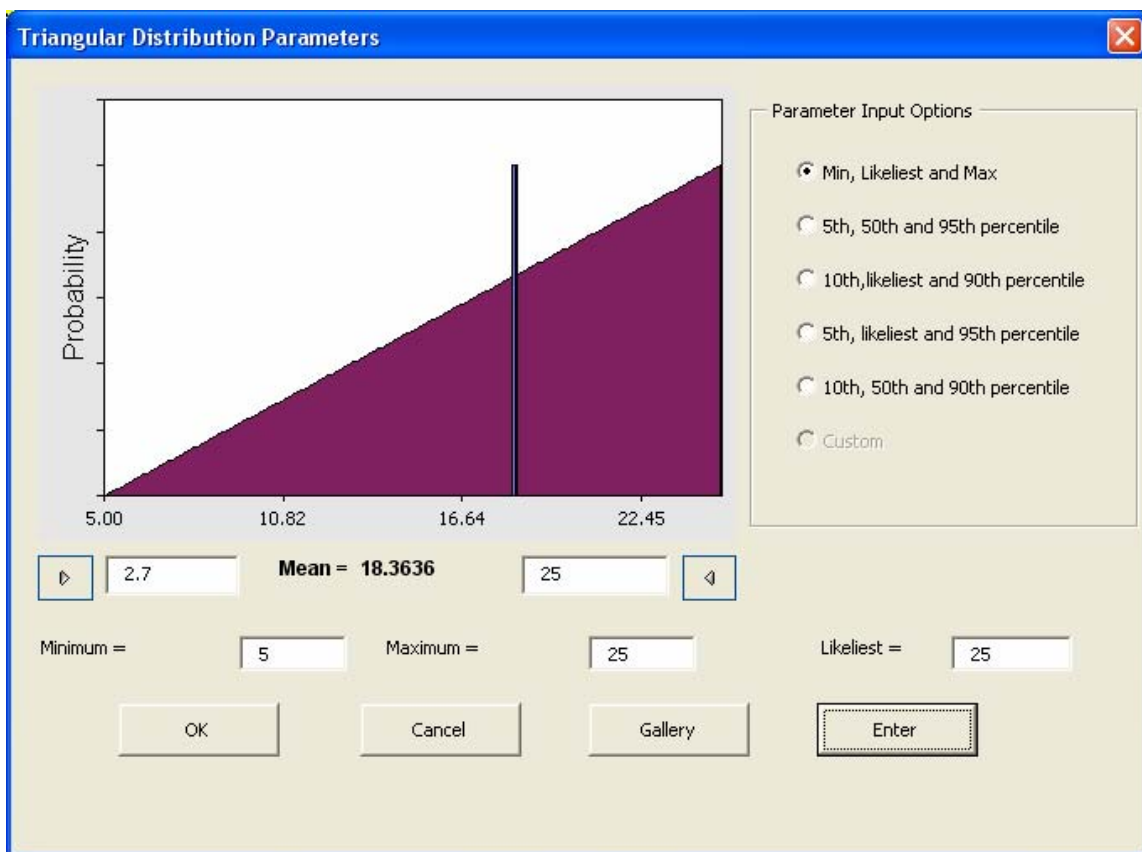 Triangular Distribution Parameters
Probability
5.00 10.82 16.64 22.45
2.7 Mean = 18.3636 25
Parameter Input Options
Min, Likeliest and Max
5th, 50th and 95th percentile
10th,likeliest and 90th percentile
5th, likeliest and 95th percentile
10th, 50th and 90th percentile
Custom
Minimum = 5 Maximum = 25 Likeliest = 25
OK Cancel Gallery Enter